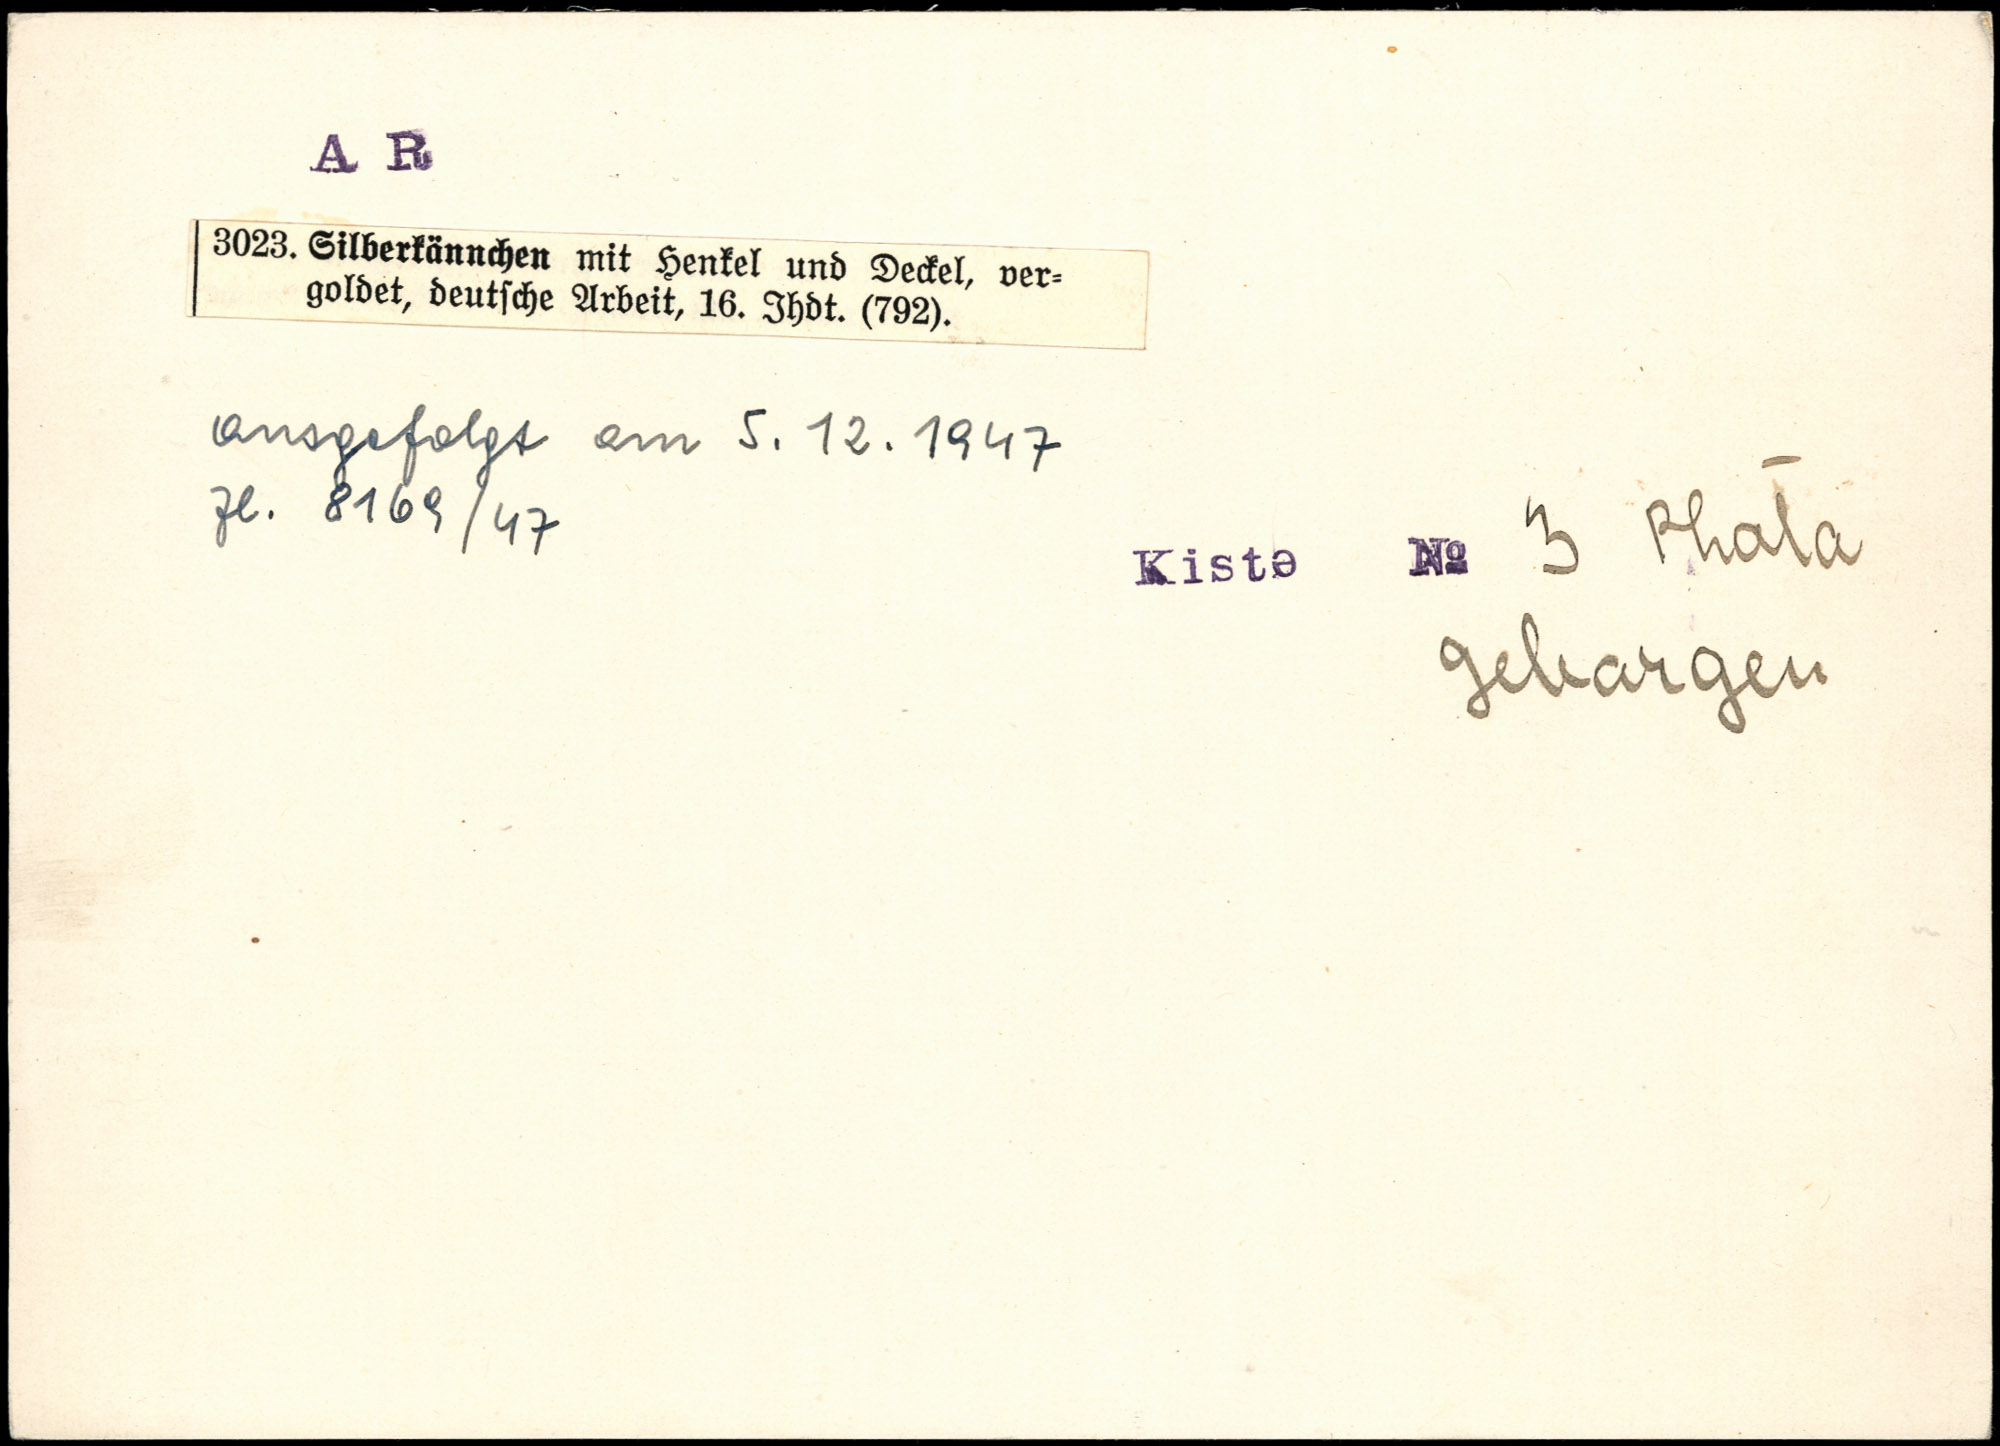 A R
3023. Silberkännchen mit Henkel und Deckel, ver=
goldet, deutsche Arbeit, 16. Jhdt. (792).
ausgefolgt am 5. 12. 1947
Zl. 8169/47
Kiste № 3 Photo
geborgen